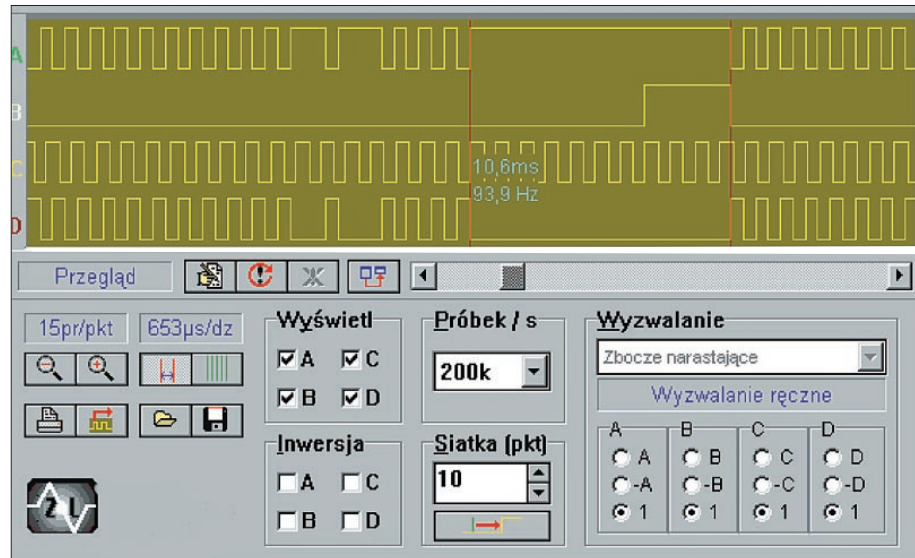 A
B
C
D
10,6ms
93,9 Hz
Przegląd
15pr/pkt
653µs/dz
Wyświetl
A
C
B
D
Inwersja
A
C
B
D
Próbek / s
200k
Siatka (pkt)
10
Wyzwalanie
Zbocze narastające
Wyzwalanie ręczne
A B C D
A B C D
-A -B -C -D
1 1 1 1